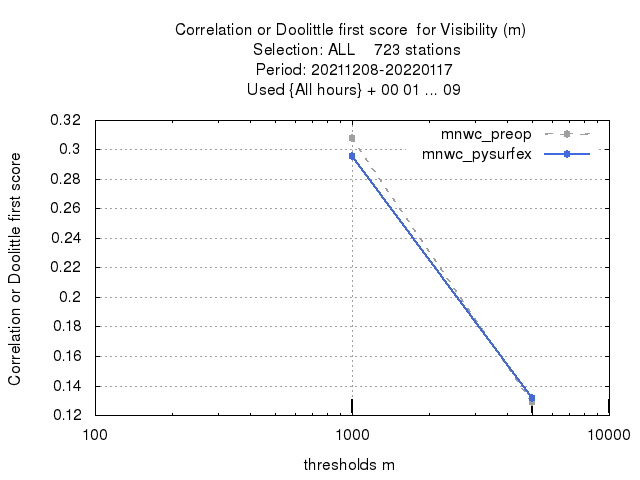 Correlation or Doolittle first score  for Visibility (m)
Selection: ALL    723 stations
Period: 20211208-20220117
Used {All hours} + 00 01 ... 09
Correlation or Doolittle first score
0.32
0.3
0.28
0.26
0.24
0.22
0.2
0.18
0.16
0.14
0.12
mnwc_preop
mnwc_pysurfex
100
1000
10000
thresholds m